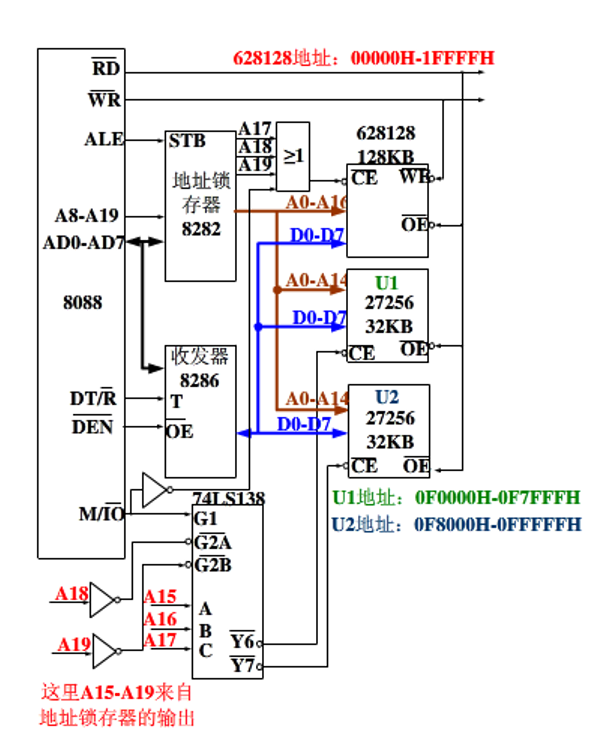 628128地址：00000H-1FFFFH
RD
WR
ALE
A8-A19
AD0-AD7
8088
DT/R
DEN
M/IO
STB
地址锁
存器
8282
A17
A18
A19
≥1
628128
128KB
CE
WE
OE
A0-A16
D0-D7
A0-A14
D0-D7
U1
27256
32KB
CE
OE
收发器
8286
T
OE
A0-A14
D0-D7
U2
27256
32KB
CE
OE
U1地址：0F0000H-0F7FFFH
U2地址：0F8000H-0FFFFFH
74LS138
G1
G2A
G2B
A
B
C
Y6
Y7
A18
A19
A15
A16
A17
这里A15-A19来自
地址锁存器的输出